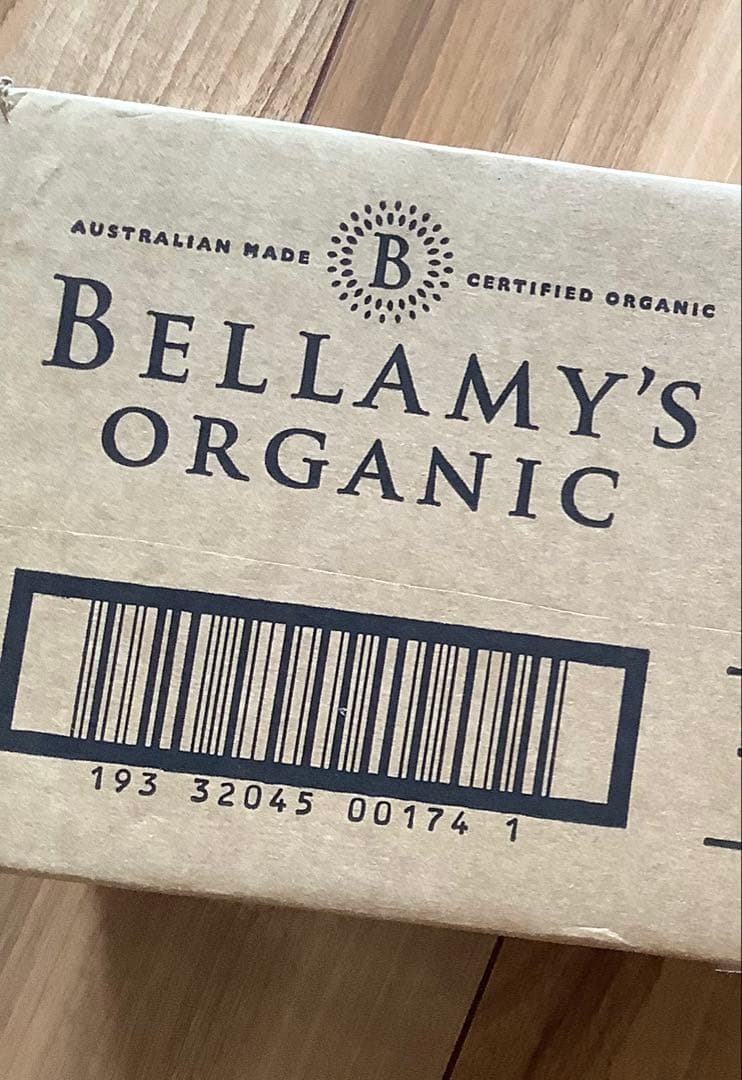 AUSTRALIAN MADE B CERTIFIED ORGANIC
BELLAMY'S
ORGANIC
193 32045 00174 1